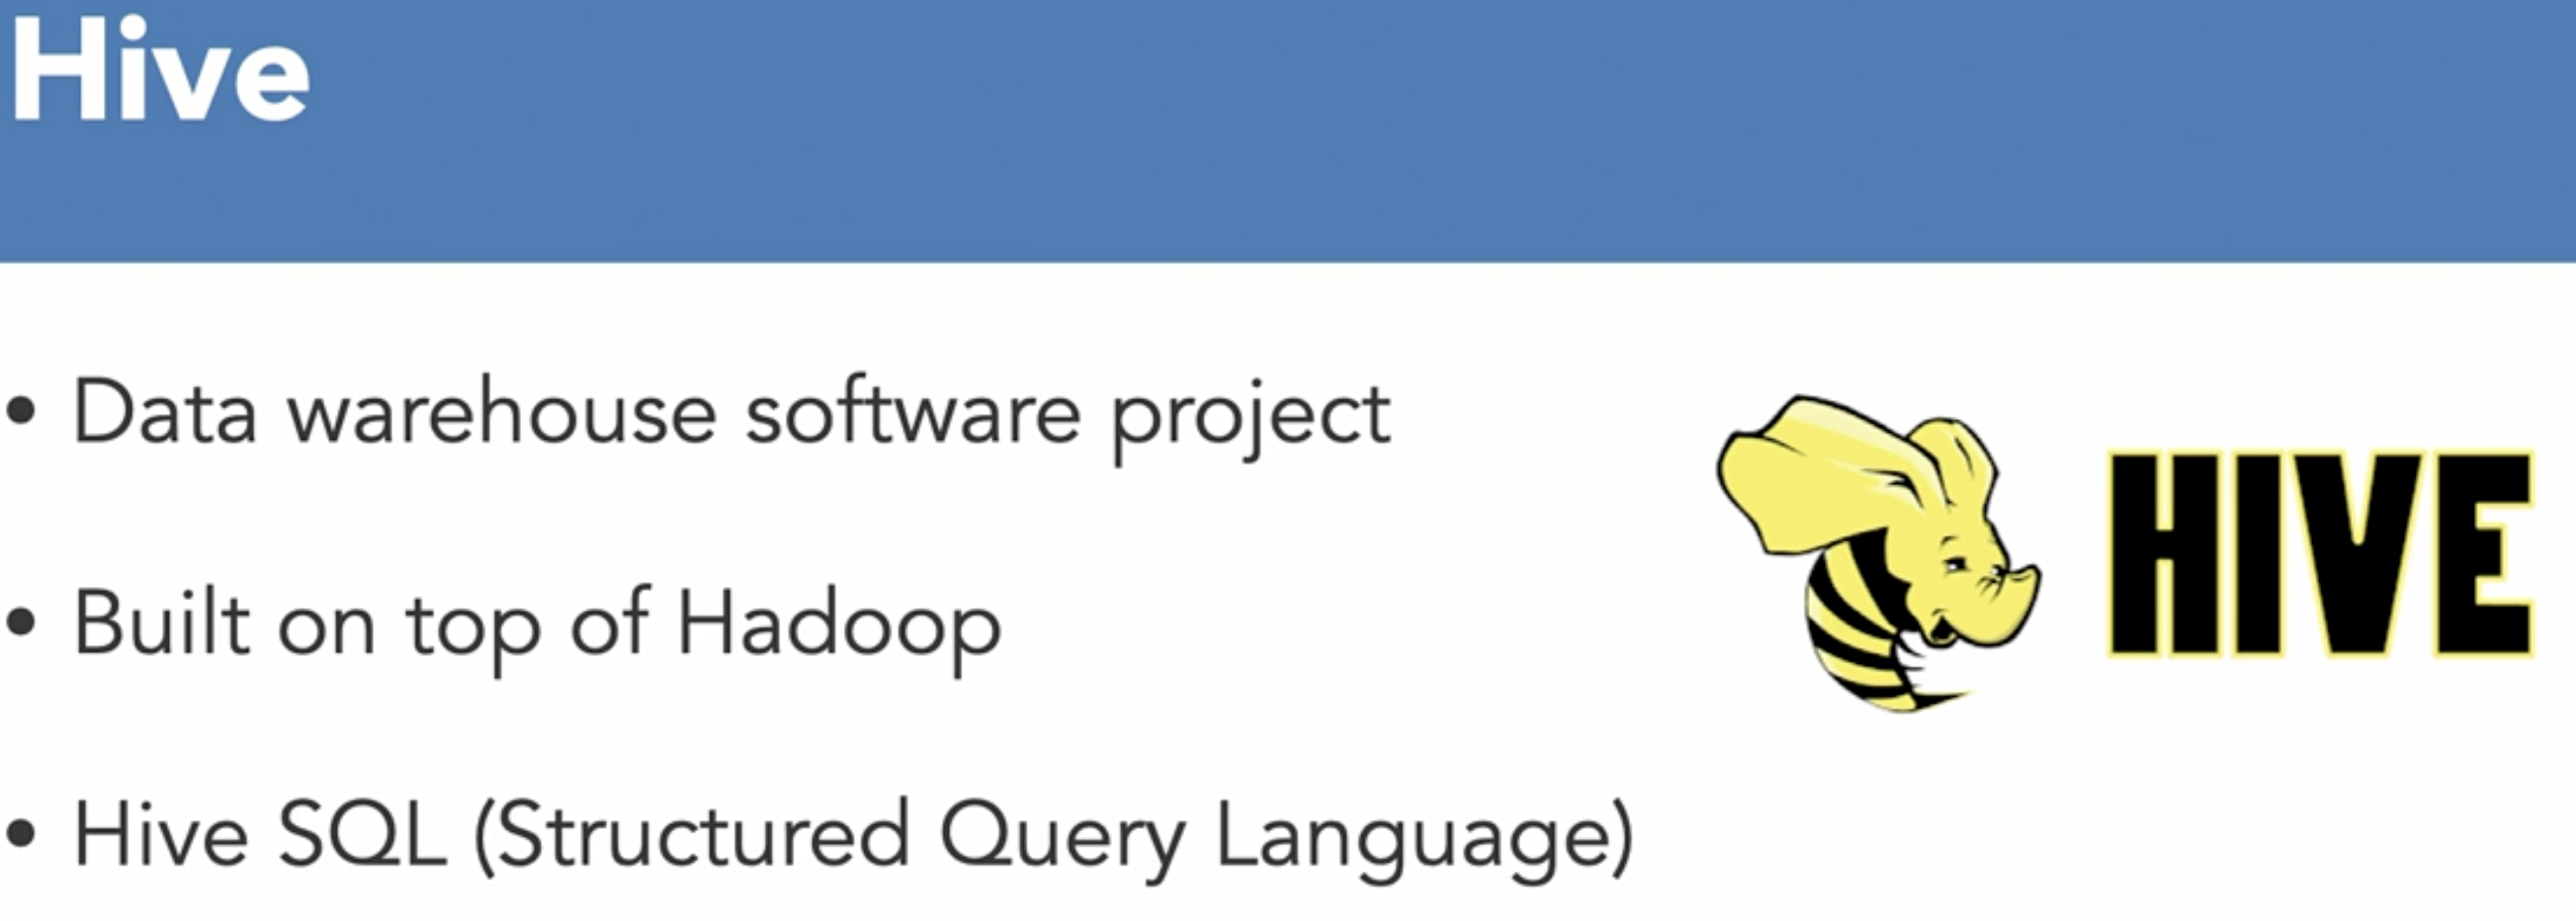 Hive
• Data warehouse software project
• Built on top of Hadoop
• Hive SQL (Structured Query Language)
HIVE